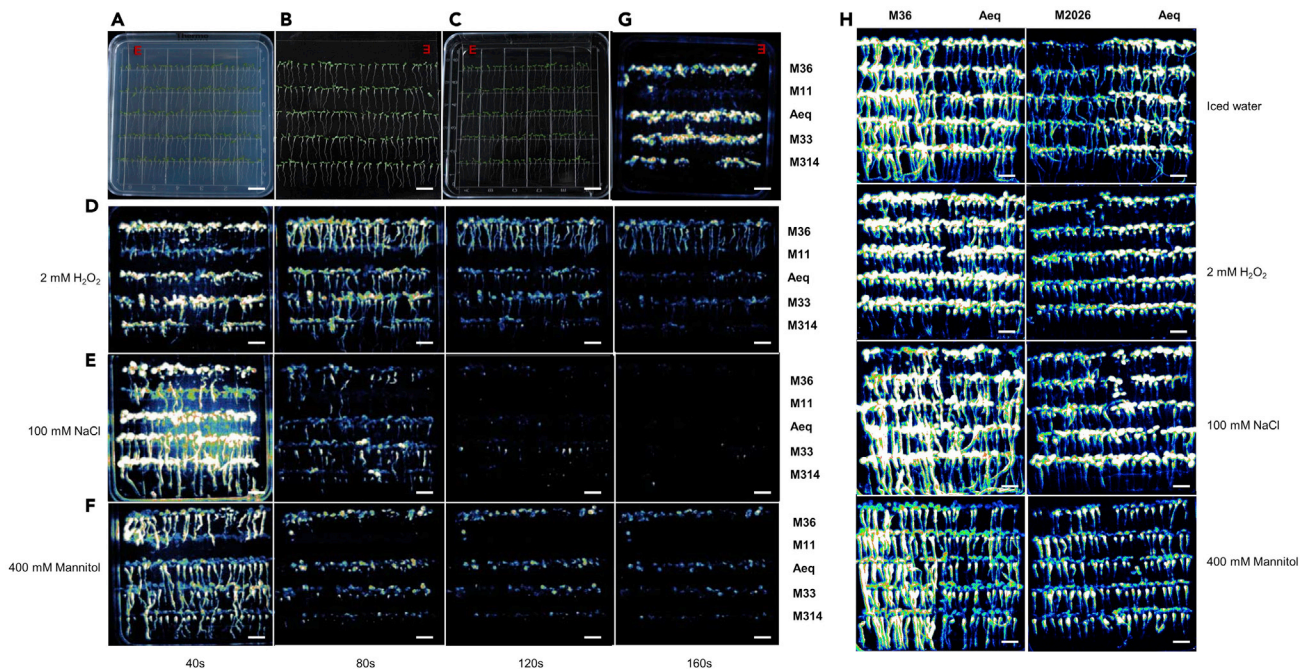 A
B
C
G
M36
M11
Aeq
M33
M314
D
2 mM H₂O₂
M36
M11
Aeq
M33
M314
E
100 mM NaCl
M36
M11
Aeq
M33
M314
F
400 mM Mannitol
M36
M11
Aeq
M33
M314
40s
80s
120s
160s
H
M36 Aeq M2026 Aeq
Iced water
2 mM H₂O₂
100 mM NaCl
400 mM Mannitol